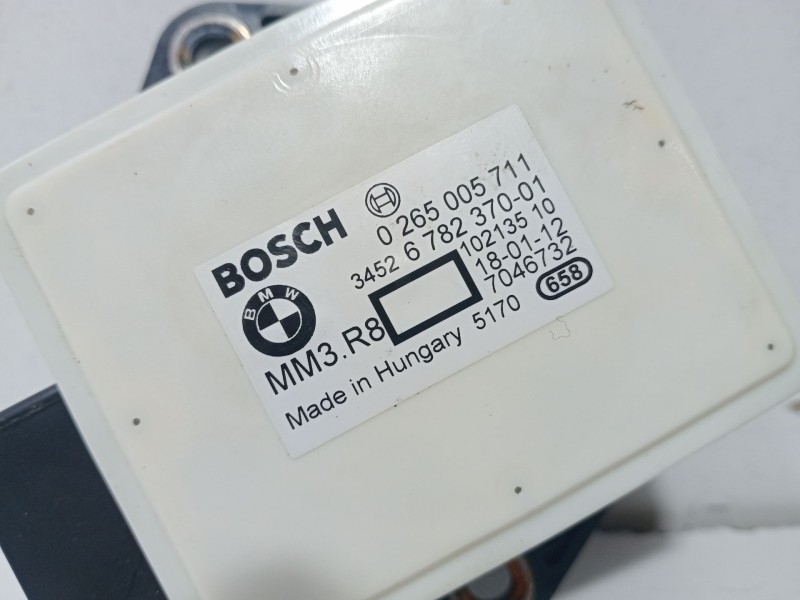 BOSCH
0 265 005 711
3452 6 782 370-01
102135 10
18-01-12
7046732
BMW
MM3.R8
5170
658
Made in Hungary